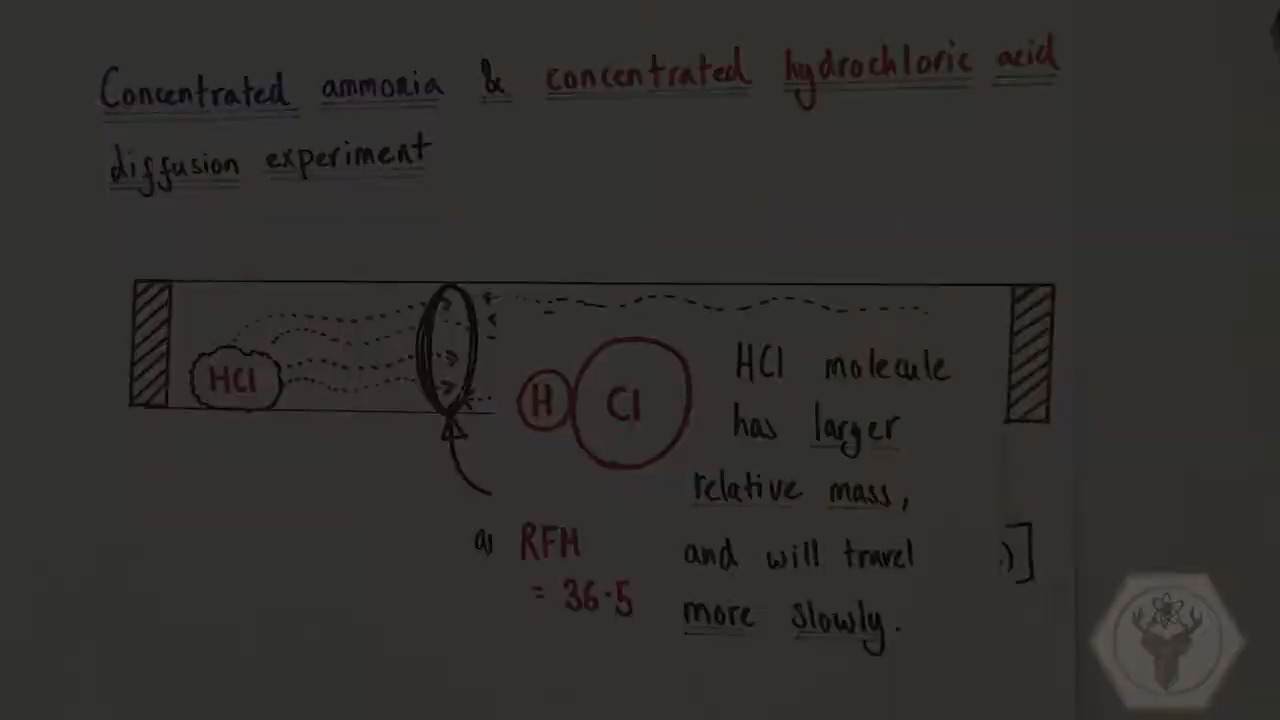 Concentrated ammonia & concentrated hydrochloric acid
diffusion experiment
HCl
H
Cl
HCl molecule
has larger
relative mass,
and will travel
more slowly.
RFM
= 36.5